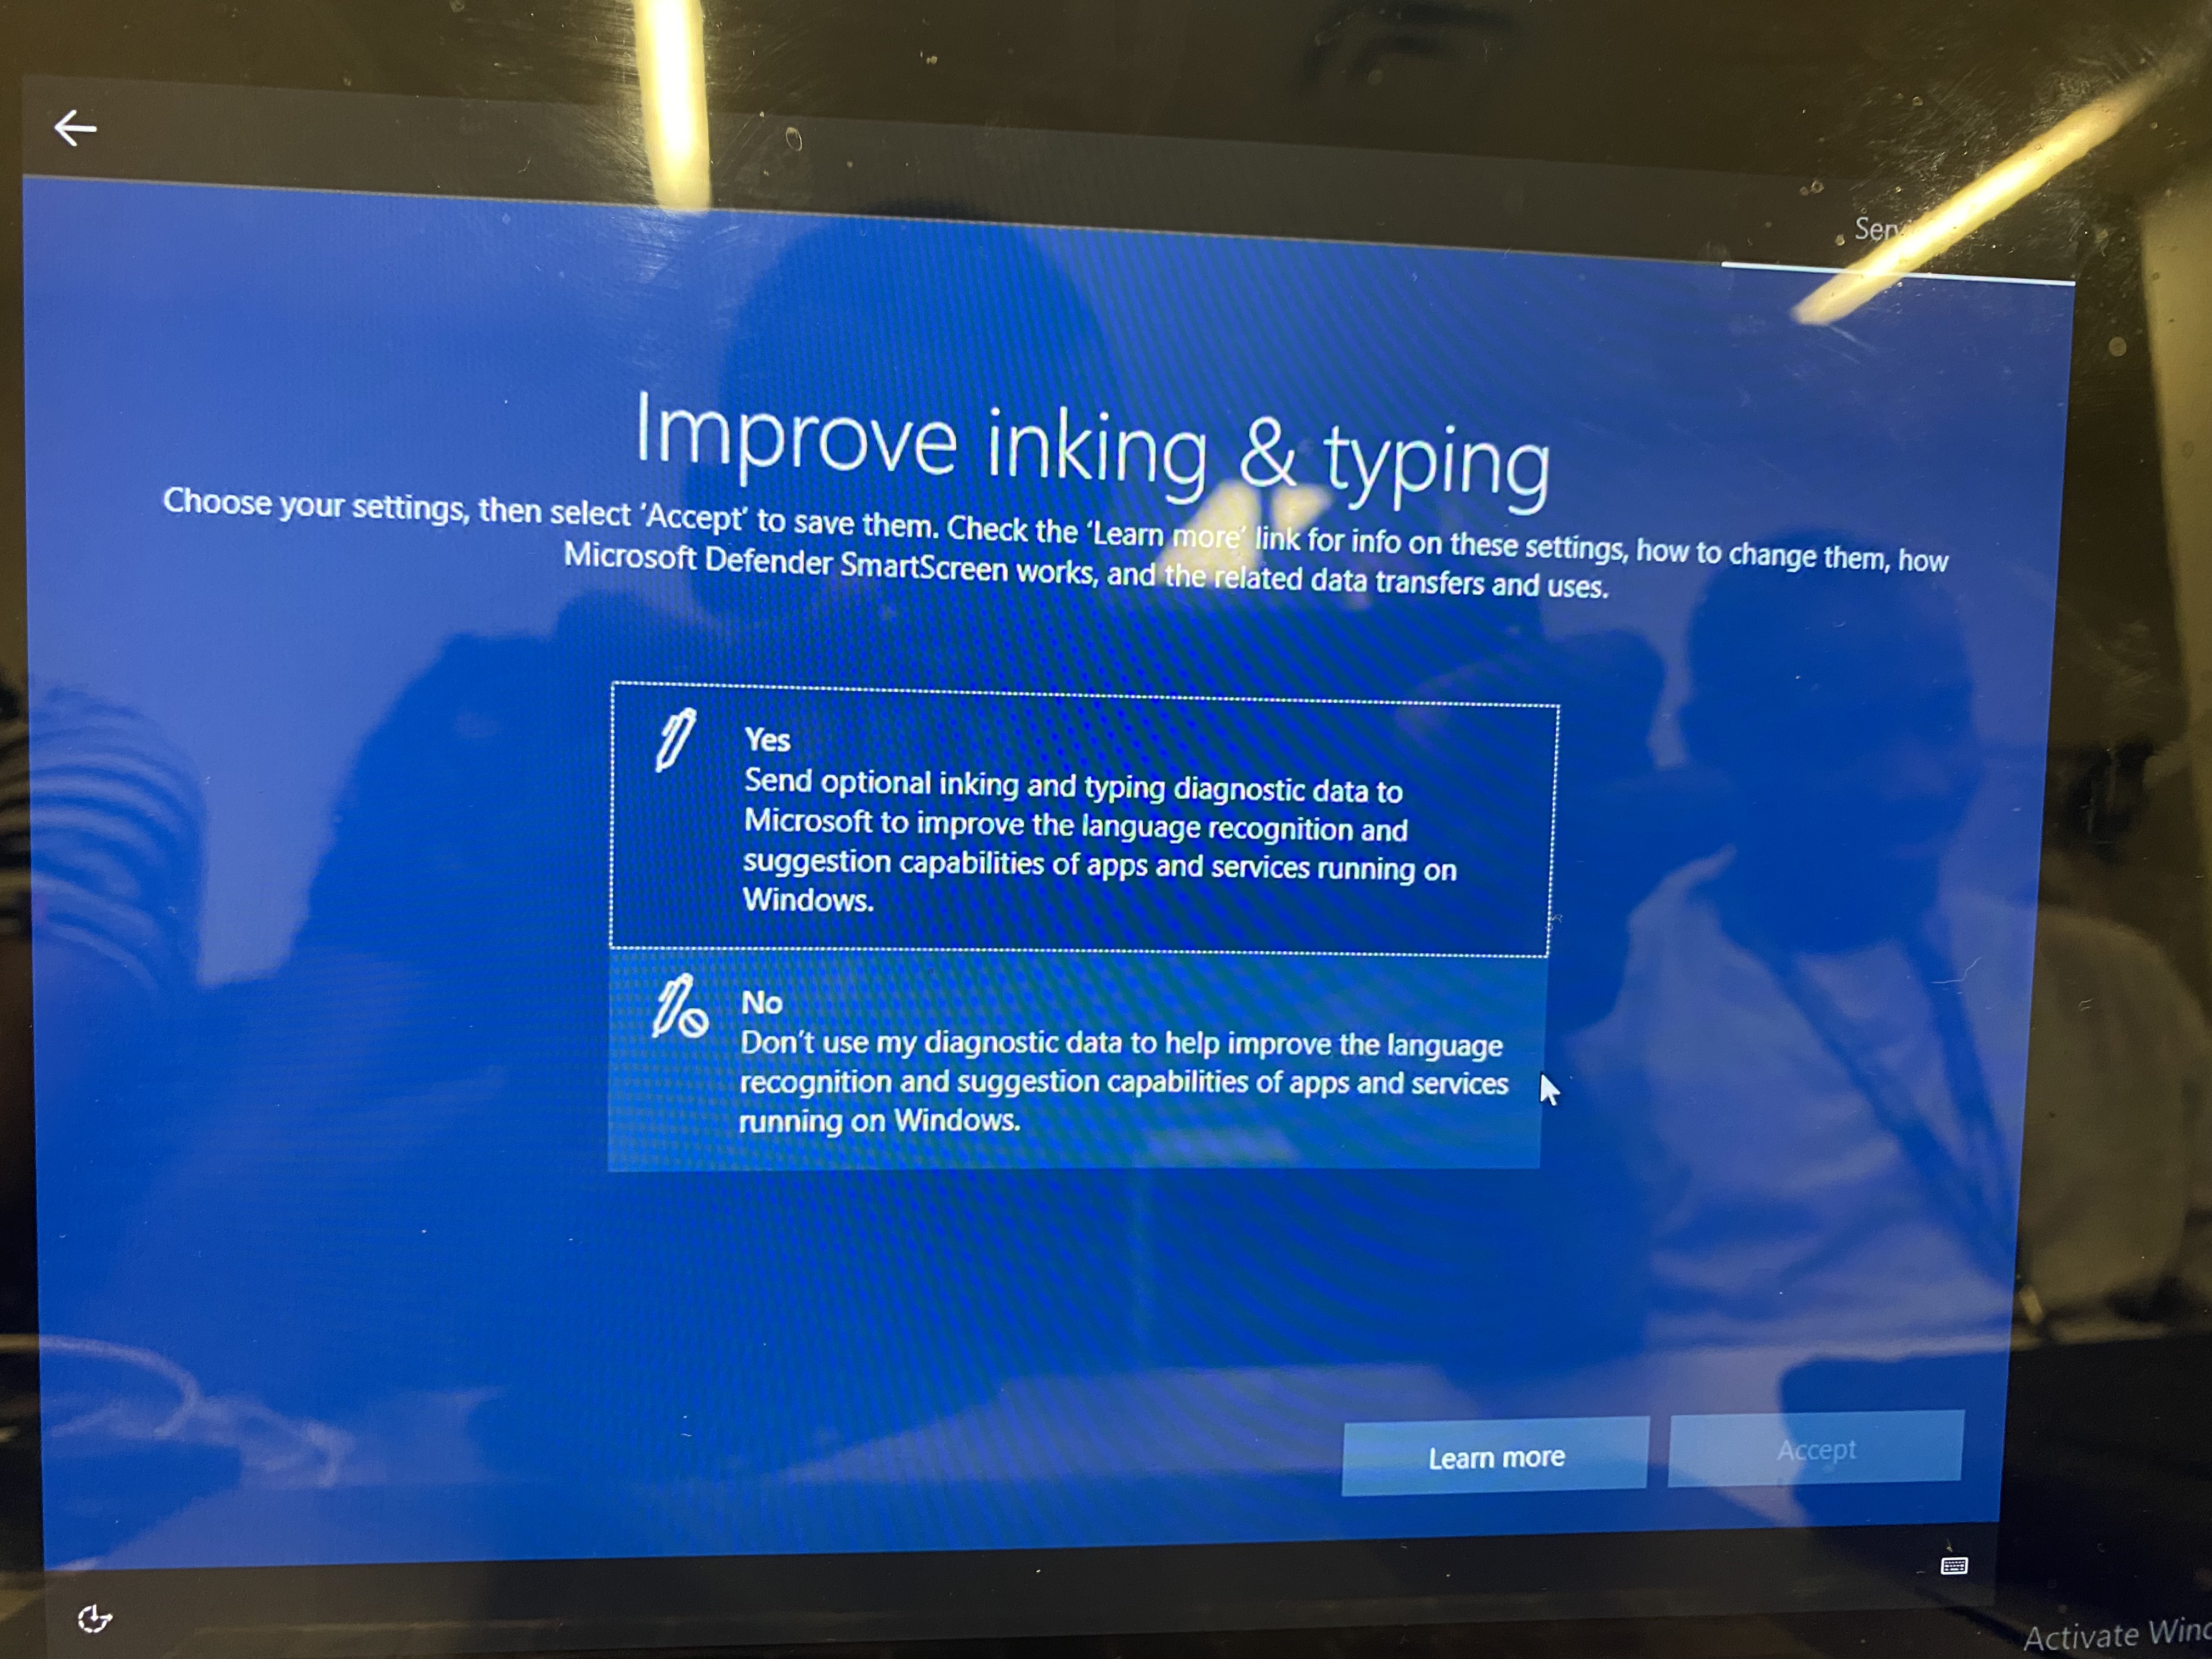 Improve inking & typing
Choose your settings, then select 'Accept' to save them. Check the 'Learn more' link for info on these settings, how to change them, how
Microsoft Defender SmartScreen works, and the related data transfers and uses.
Yes
Send optional inking and typing diagnostic data to
Microsoft to improve the language recognition and
suggestion capabilities of apps and services running on
Windows.
No
Don't use my diagnostic data to help improve the language
recognition and suggestion capabilities of apps and services
running on Windows.
Learn more
Accept
Activate